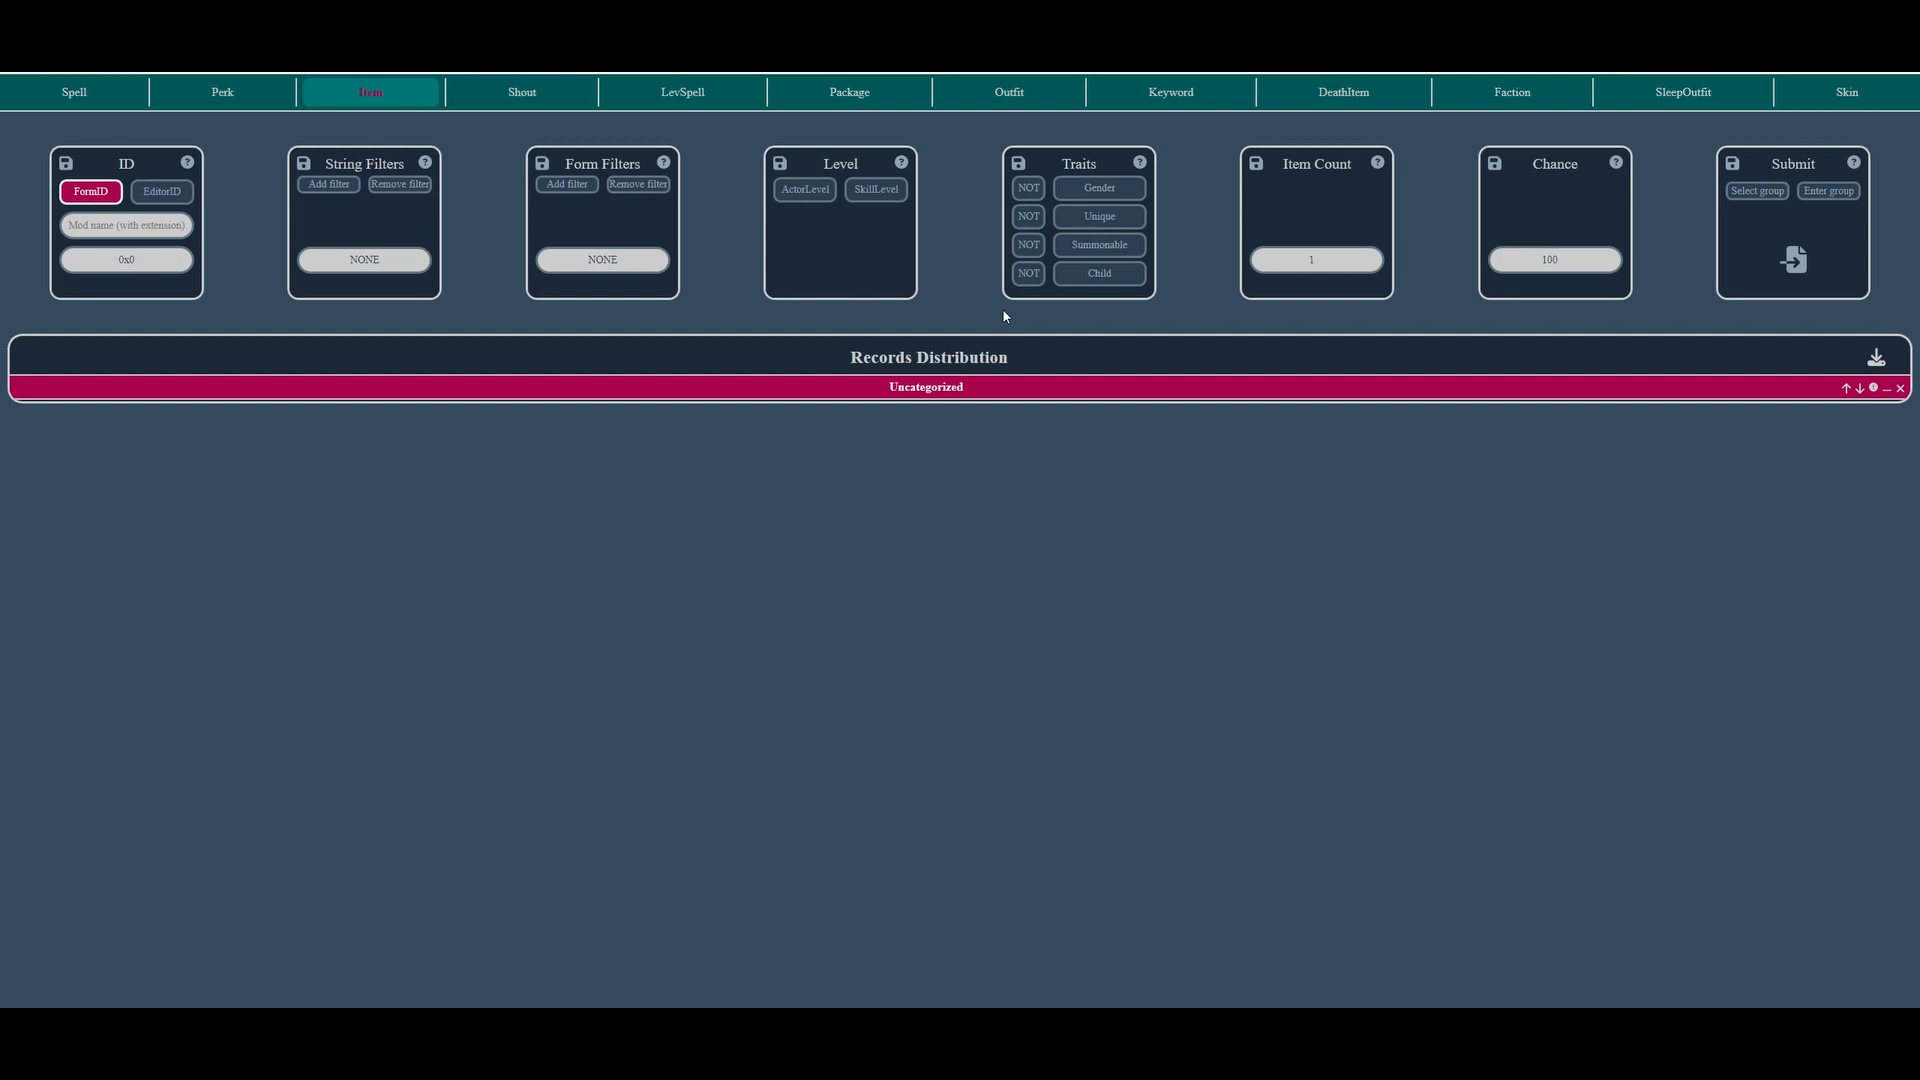 Spell Perk Item Shout LevSpell Package Outfit Keyword DeathItem Faction SleepOutfit Skin
ID
FormID EditorID
Mod name (with extension)
0x0
String Filters
Add filter Remove filter
NONE
Form Filters
Add filter Remove filter
NONE
Level
ActorLevel SkillLevel
Traits
NOT Gender
NOT Unique
NOT Summonable
NOT Child
Item Count
1
Chance
100
Submit
Select group Enter group
Records Distribution
Uncategorized